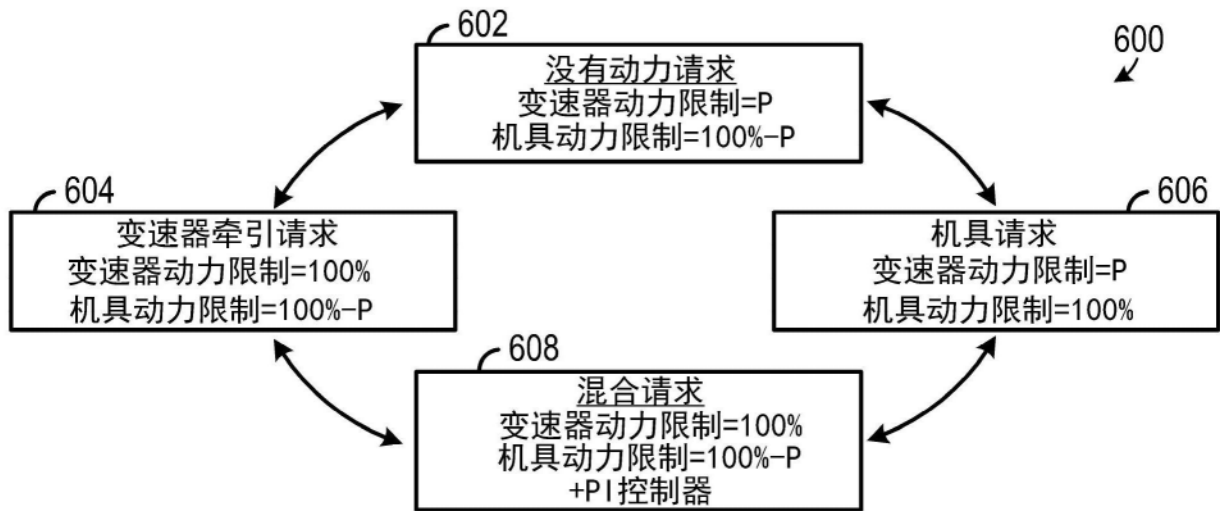 602
没有动力请求
变速器动力限制=P
机具动力限制=100%-P
600
604
变速器牵引请求
变速器动力限制=100%
机具动力限制=100%-P
606
机具请求
变速器动力限制=P
机具动力限制=100%
608
混合请求
变速器动力限制=100%
机具动力限制=100%-P
+PI控制器